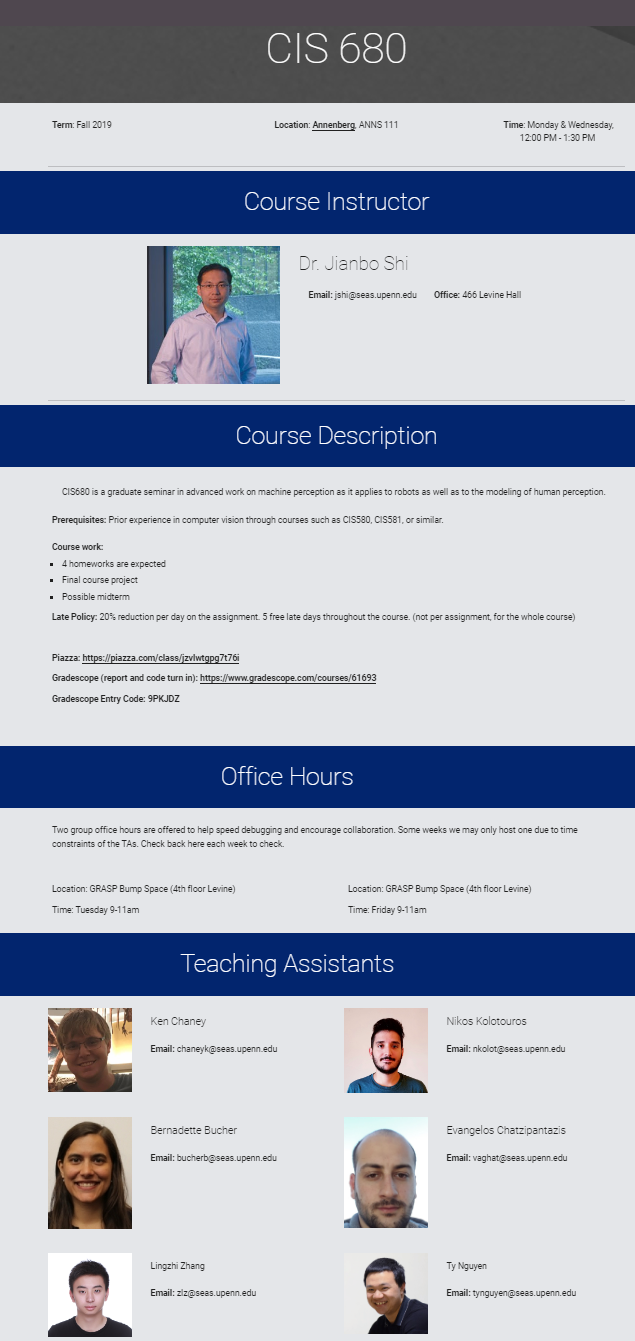 CIS 680
Term: Fall 2019
Location: Annenberg, ANNS 111
Time: Monday & Wednesday,
12:00 PM - 1:30 PM
Course Instructor
Dr. Jianbo Shi
Email: jshi@seas.upenn.edu Office: 466 Levine Hall
Course Description
CIS680 is a graduate seminar in advanced work on machine perception as it applies to robots as well as to the modeling of human perception.
Prerequisites: Prior experience in computer vision through courses such as CIS580, CIS581, or similar.
Course work:
4 homeworks are expected
Final course project
Possible midterm
Late Policy: 20% reduction per day on the assignment. 5 free late days throughout the course. (not per assignment, for the whole course)
Piazza: https://piazza.com/class/jzvlwtgpg7t76i
Gradescope (report and code turn in): https://www.gradescope.com/courses/61693
Gradescope Entry Code: 9PKJDZ
Office Hours
Two group office hours are offered to help speed debugging and encourage collaboration. Some weeks we may only host one due to time
constraints of the TAs. Check back here each week to check.
Location: GRASP Bump Space (4th floor Levine)
Time: Tuesday 9-11am
Location: GRASP Bump Space (4th floor Levine)
Time: Friday 9-11am
Teaching Assistants
Ken Chaney
Email: chaneyk@seas.upenn.edu
Nikos Kolotouros
Email: nkolot@seas.upenn.edu
Bernadette Bucher
Email: bucherb@seas.upenn.edu
Evangelos Chatzipantazis
Email: vaghat@seas.upenn.edu
Lingzhi Zhang
Email: zlz@seas.upenn.edu
Ty Nguyen
Email: tynguyen@seas.upenn.edu